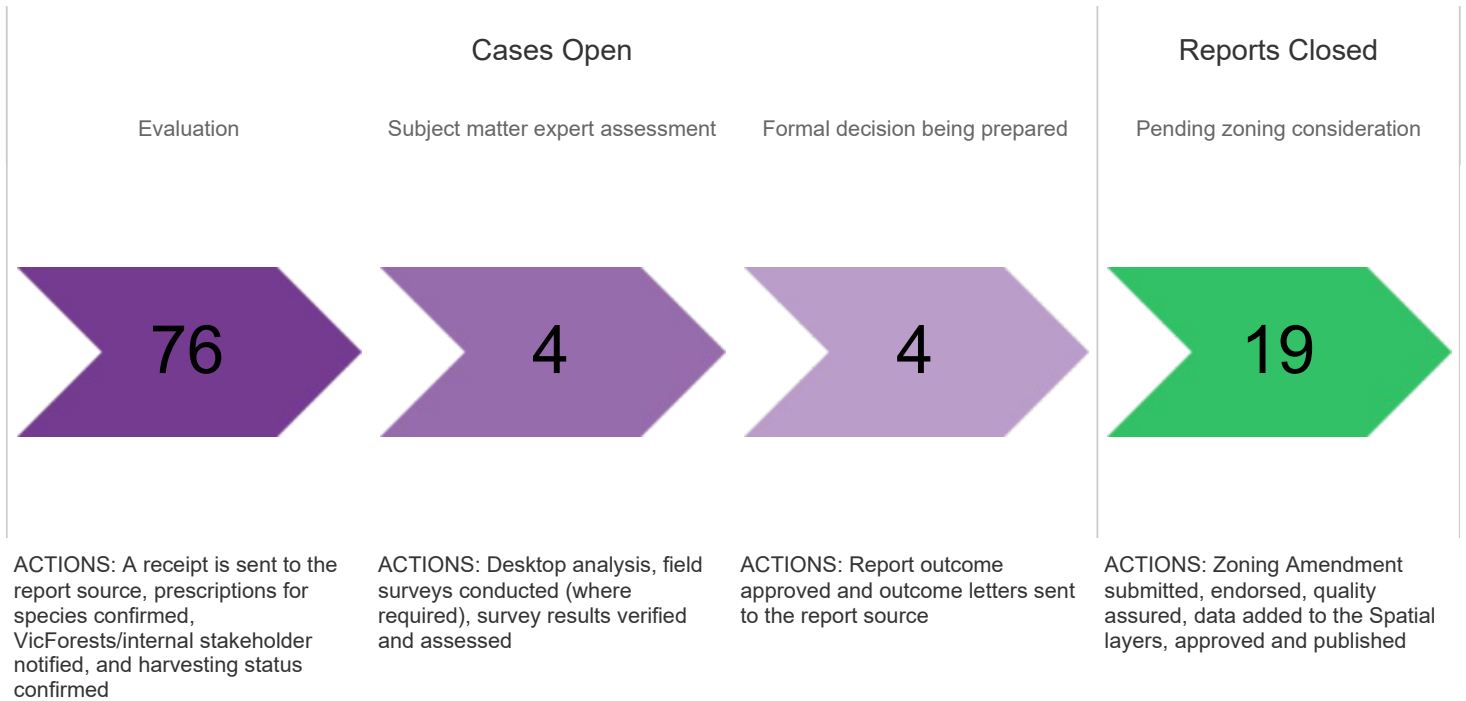 Cases Open
Reports Closed
Evaluation
Subject matter expert assessment
Formal decision being prepared
Pending zoning consideration
76
4
4
19
ACTIONS: A receipt is sent to the
report source, prescriptions for
species confirmed,
VicForests/internal stakeholder
notified, and harvesting status
confirmed
ACTIONS: Desktop analysis, field
surveys conducted (where
required), survey results verified
and assessed
ACTIONS: Report outcome
approved and outcome letters sent
to the report source
ACTIONS: Zoning Amendment
submitted, endorsed, quality
assured, data added to the Spatial
layers, approved and published